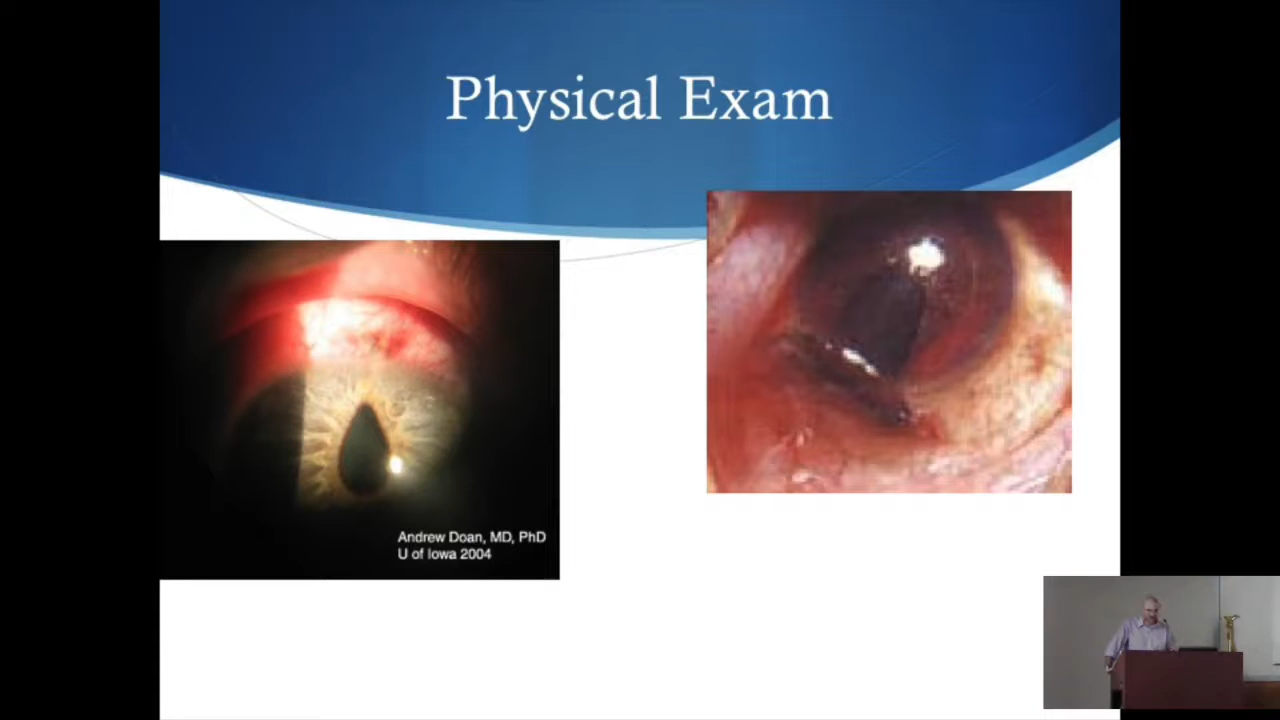 Physical Exam
Andrew Doan, MD, PhD
U of Iowa 2004